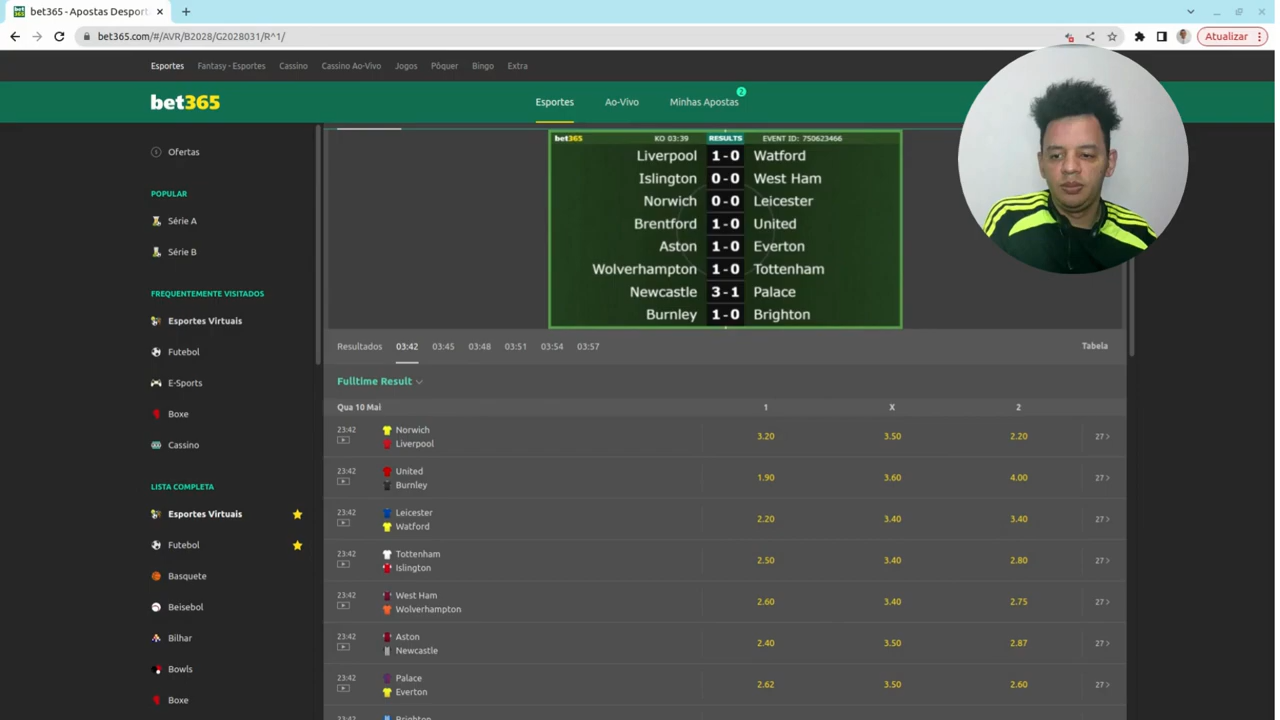 bet365 - Apostas Desport
bet365.com/#/AVR/B2028/G2028031/R^1/
Atualizar
Esportes Fantasy - Esportes Cassino Cassino Ao-Vivo Jogos Pôquer Bingo Extra
bet365
Esportes Ao-Vivo Minhas Apostas 2
Ofertas
POPULAR
Série A
Série B
FREQUENTEMENTE VISITADOS
Esportes Virtuais
Futebol
E-Sports
Boxe
Cassino
LISTA COMPLETA
Esportes Virtuais
Futebol
Basquete
Beisebol
Bilhar
Bowls
Boxe
bet365 KO 03:39 RESULTS EVENT ID: 750623466
Liverpool 1-0 Watford
Islington 0-0 West Ham
Norwich 0-0 Leicester
Brentford 1-0 United
Aston 1-0 Everton
Wolverhampton 1-0 Tottenham
Newcastle 3-1 Palace
Burnley 1-0 Brighton
Resultados 03:42 03:45 03:48 03:51 03:54 03:57 Tabela
Fulltime Result
Qua 10 Mai 1 X 2
23:42 Norwich
Liverpool
3.20 3.50 2.20 27
23:42 United
Burnley
1.90 3.60 4.00 27
23:42 Leicester
Watford
2.20 3.40 3.40 27
23:42 Tottenham
Islington
2.50 3.40 2.80 27
23:42 West Ham
Wolverhampton
2.60 3.40 2.75 27
23:42 Aston
Newcastle
2.40 3.50 2.87 27
23:42 Palace
Everton
2.62 3.50 2.60 27
23:42 Brighton